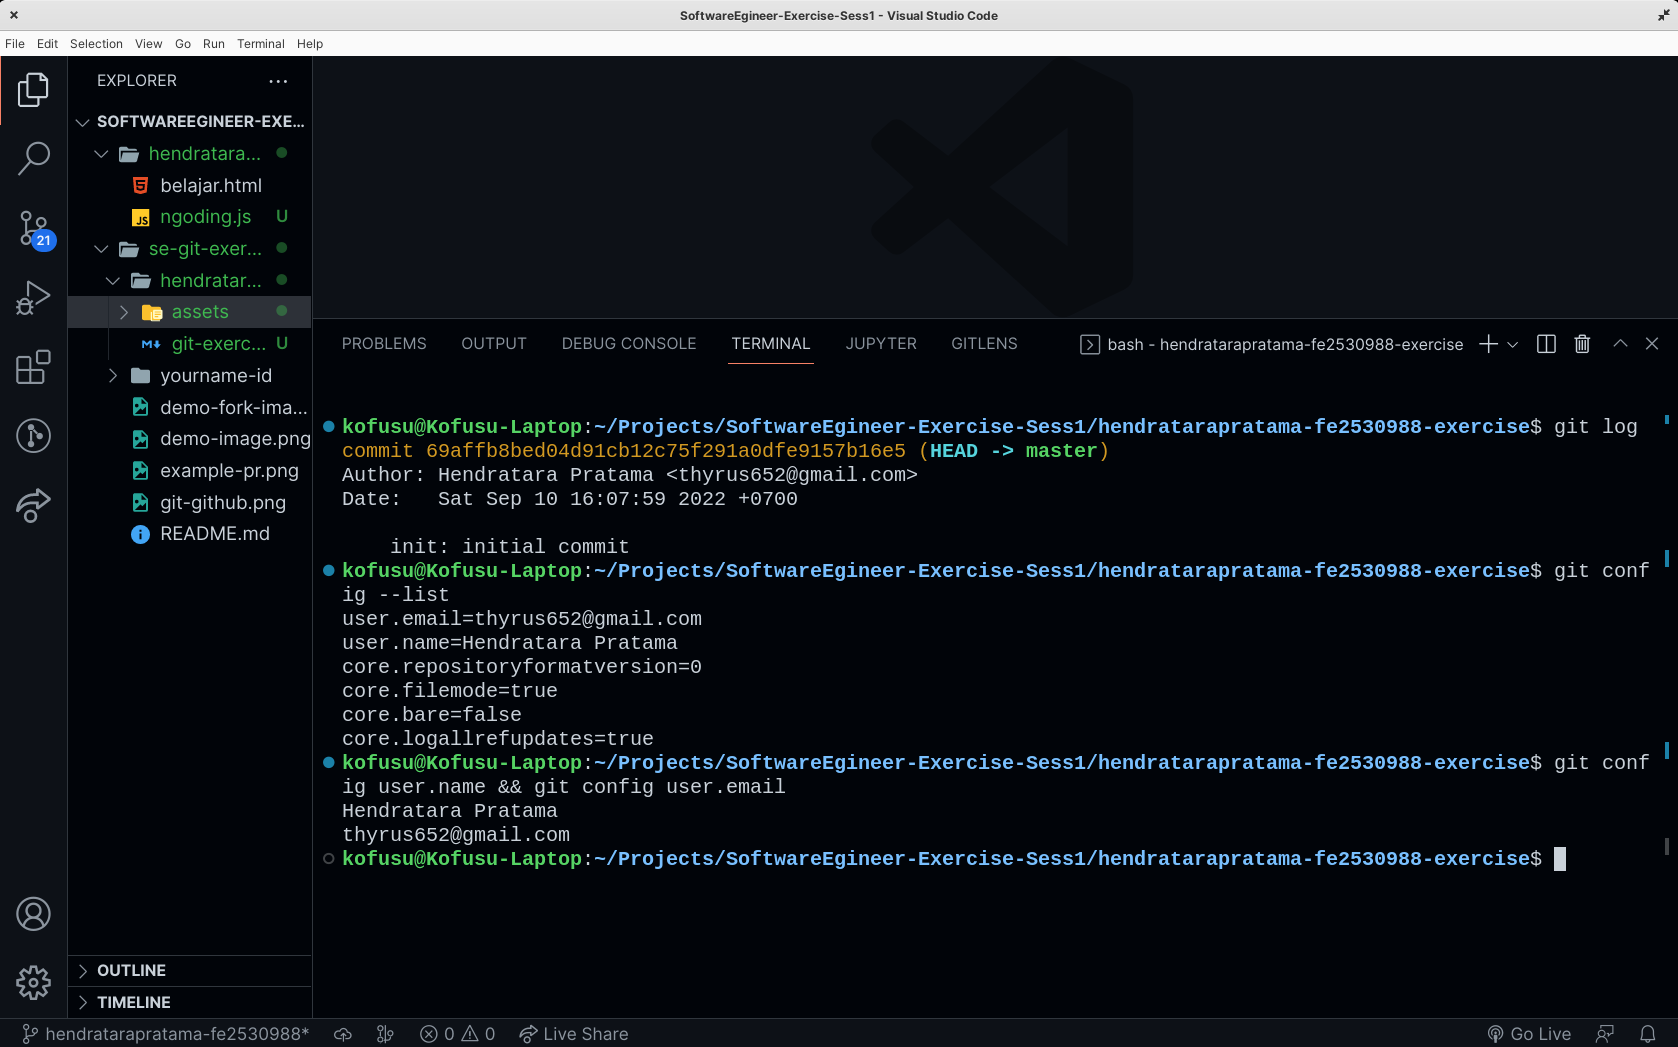 SoftwareEgineer-Exercise-Sess1 - Visual Studio Code
File Edit Selection View Go Run Terminal Help
EXPLORER
SOFTWAREEGINEER-EXE...
hendratara...
belajar.html
ngoding.js U
se-git-exer...
hendratar...
assets
git-exerc... U
yourname-id
demo-fork-ima...
demo-image.png
example-pr.png
git-github.png
README.md
OUTLINE
TIMELINE
21
PROBLEMS OUTPUT DEBUG CONSOLE TERMINAL JUPYTER GITLENS bash - hendratarapratama-fe2530988-exercise
kofusu@Kofusu-Laptop:~/Projects/SoftwareEgineer-Exercise-Sess1/hendratarapratama-fe2530988-exercise$ git log
commit 69affb8bed04d91cb12c75f291a0dfe9157b16e5 (HEAD -> master)
Author: Hendratara Pratama <thyrus652@gmail.com>
Date:   Sat Sep 10 16:07:59 2022 +0700
init: initial commit
kofusu@Kofusu-Laptop:~/Projects/SoftwareEgineer-Exercise-Sess1/hendratarapratama-fe2530988-exercise$ git conf
ig --list
user.email=thyrus652@gmail.com
user.name=Hendratara Pratama
core.repositoryformatversion=0
core.filemode=true
core.bare=false
core.logallrefupdates=true
kofusu@Kofusu-Laptop:~/Projects/SoftwareEgineer-Exercise-Sess1/hendratarapratama-fe2530988-exercise$ git conf
ig user.name && git config user.email
Hendratara Pratama
thyrus652@gmail.com
kofusu@Kofusu-Laptop:~/Projects/SoftwareEgineer-Exercise-Sess1/hendratarapratama-fe2530988-exercise$
hendratarapratama-fe2530988* 0 0 Live Share Go Live